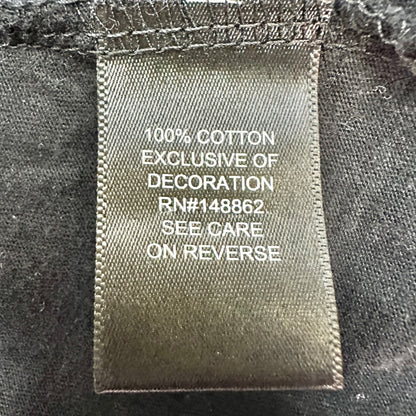 100% COTTON
EXCLUSIVE OF
DECORATION
RN#148862
SEE CARE
ON REVERSE